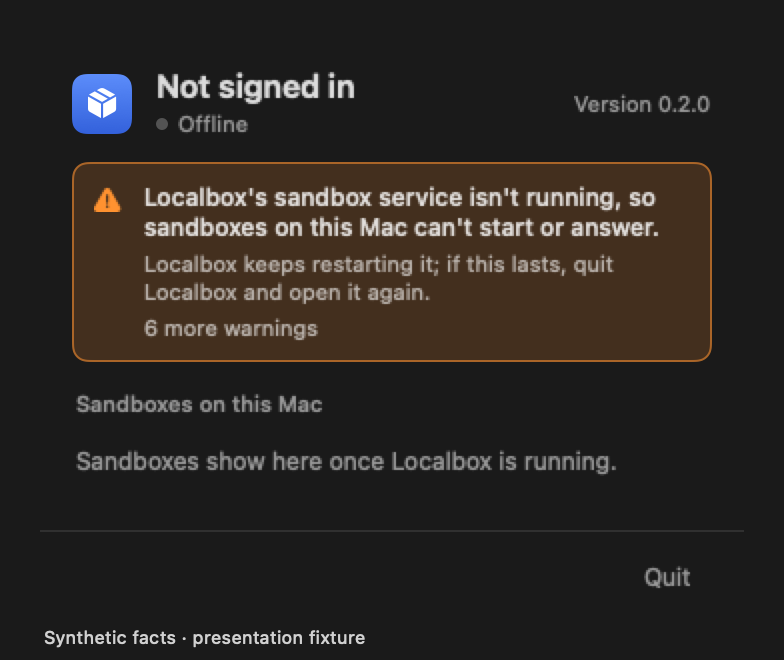 Not signed in
Offline
Version 0.2.0
Localbox's sandbox service isn't running, so
sandboxes on this Mac can't start or answer.
Localbox keeps restarting it; if this lasts, quit
Localbox and open it again.
6 more warnings
Sandboxes on this Mac
Sandboxes show here once Localbox is running.
Quit
Synthetic facts · presentation fixture